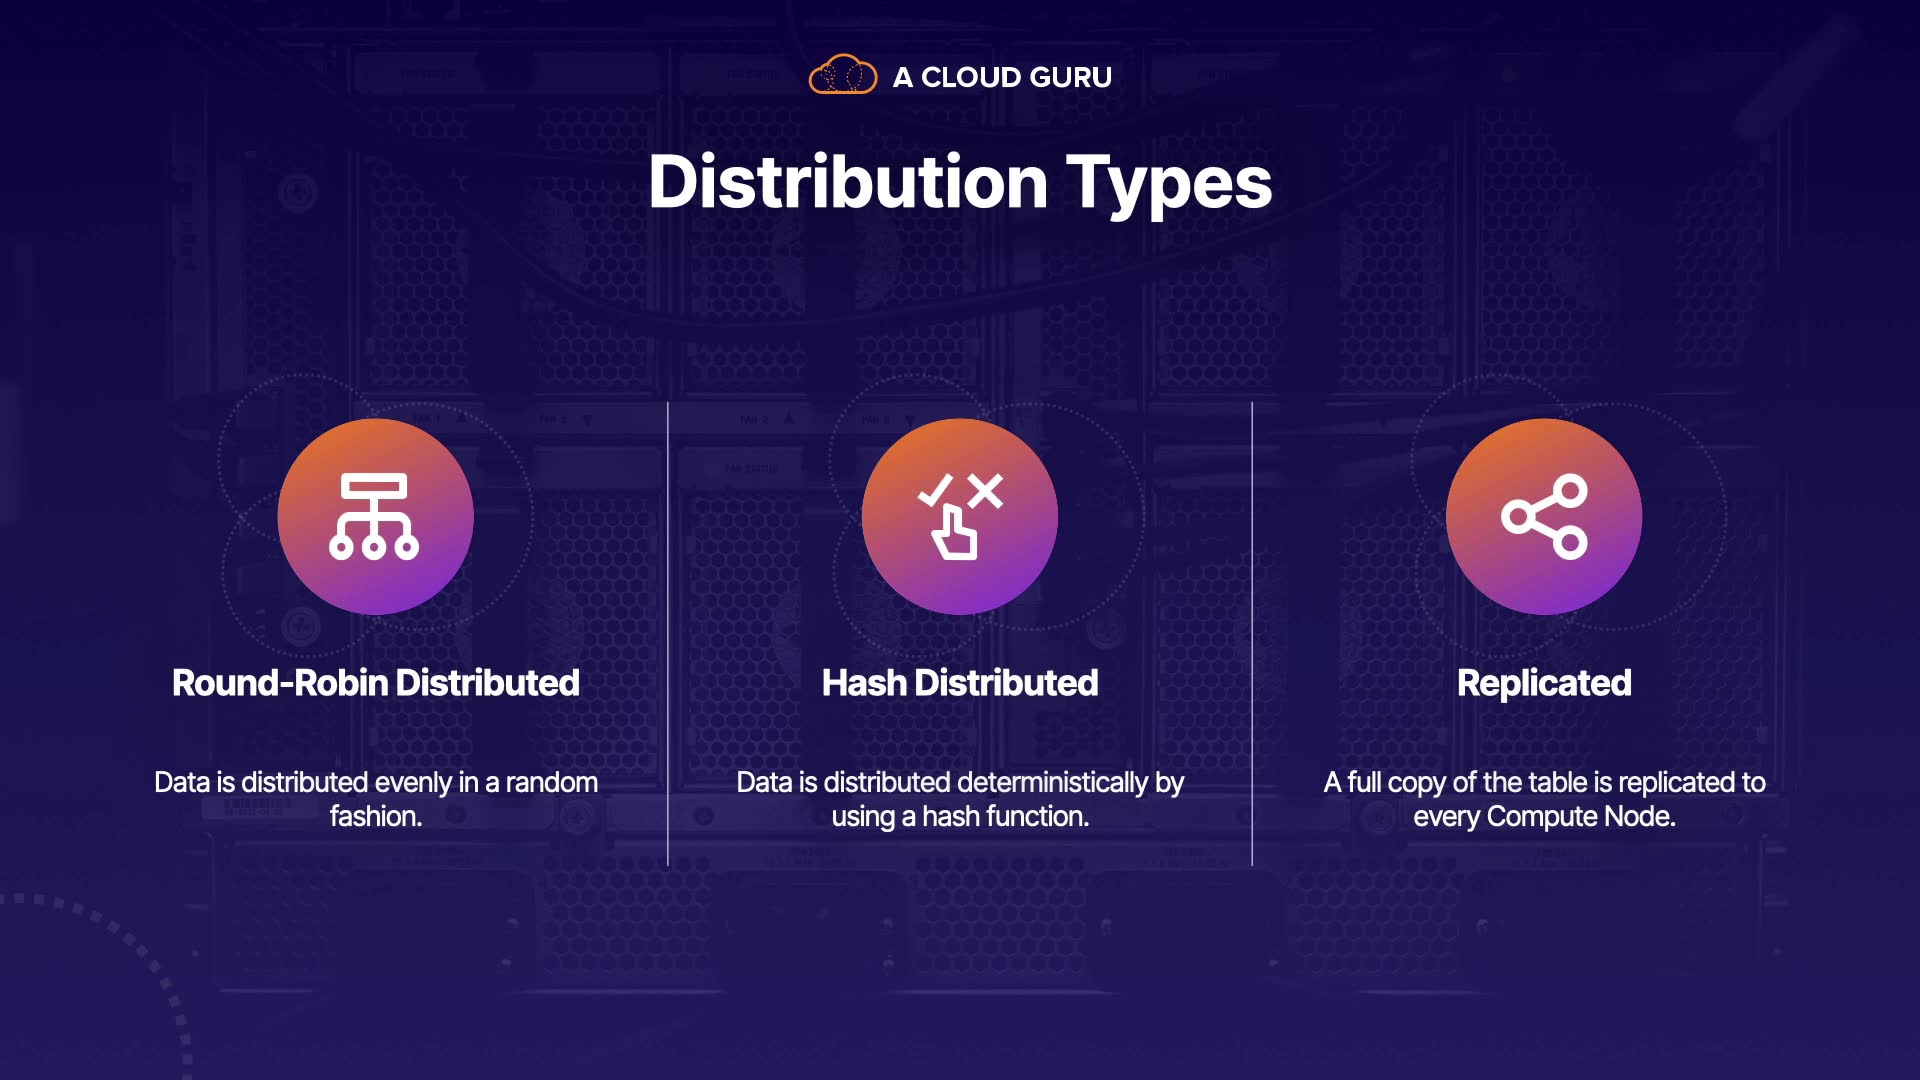 A CLOUD GURU
Distribution Types
Round-Robin Distributed
Data is distributed evenly in a random
fashion.
Hash Distributed
Data is distributed deterministically by
using a hash function.
Replicated
A full copy of the table is replicated to
every Compute Node.